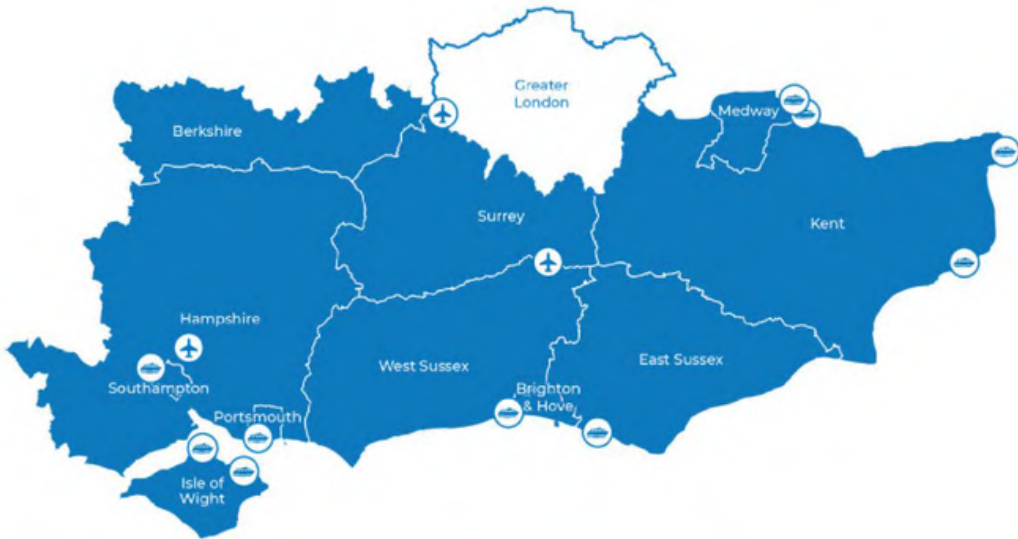 Greater
London
Medway
Berkshire
Surrey
Kent
Hampshire
West Sussex
East Sussex
Southampton
Brighton
& Hove
Portsmouth
Isle of
Wight